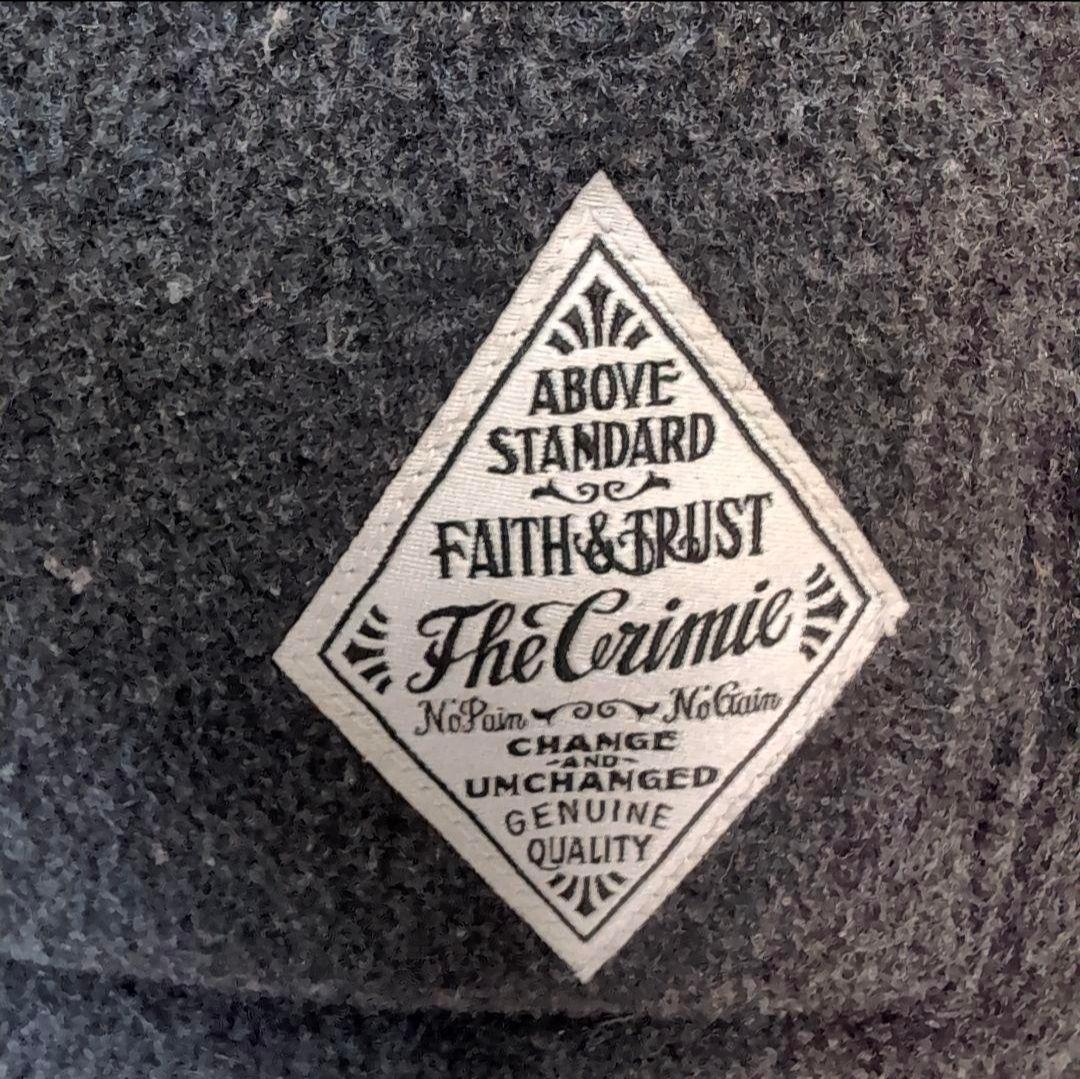 ABOVE
STANDARD
FAITH & TRUST
The Crimie
No Pain No Gain
CHANGE
-AND-
UNCHANGED
GENUINE
QUALITY